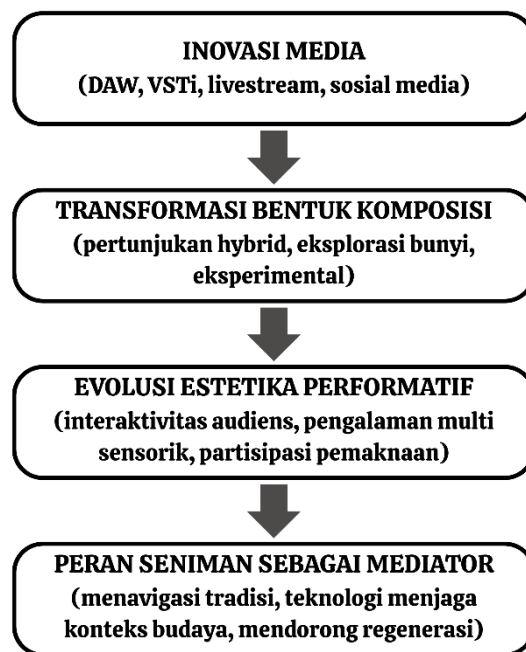 INOVASI MEDIA
(DAW, VSTi, livestream, sosial media)
TRANSFORMASI BENTUK KOMPOSISI
(pertunjukan hybrid, eksplorasi bunyi,
eksperimental)
EVOLUSI ESTETIKA PERFORMATIF
(interaktivitas audiens, pengalaman multi
sensorik, partisipasi pemaknaan)
PERAN SENIMAN SEBAGAI MEDIATOR
(menavigasi tradisi, teknologi menjaga
konteks budaya, mendorong regenerasi)